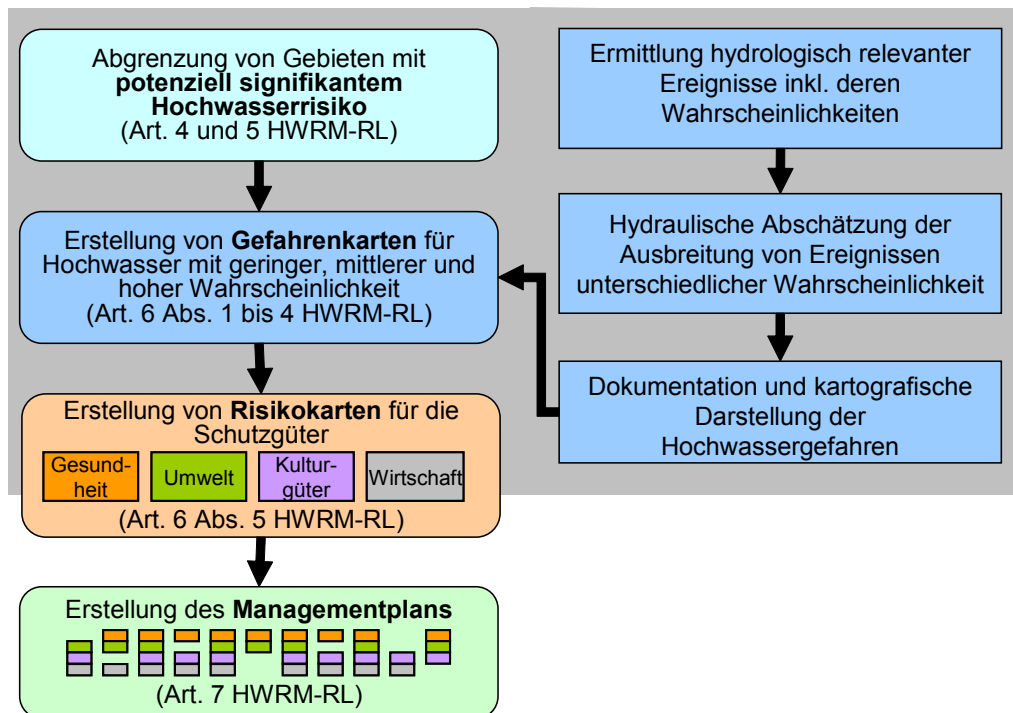 Abgrenzung von Gebieten mit
potenziell signifikantem
Hochwasserrisiko
(Art. 4 und 5 HWRM-RL)
Erstellung von Gefahrenkarten für
Hochwasser mit geringer, mittlerer und
hoher Wahrscheinlichkeit
(Art. 6 Abs. 1 bis 4 HWRM-RL)
Erstellung von Risikokarten für die
Schutzgüter
Gesund-
heit
Umwelt
Kultur-
güter
Wirtschaft
(Art. 6 Abs. 5 HWRM-RL)
Erstellung des Managementplans
(Art. 7 HWRM-RL)
Ermittlung hydrologisch relevanter
Ereignisse inkl. deren
Wahrscheinlichkeiten
Hydraulische Abschätzung der
Ausbreitung von Ereignissen
unterschiedlicher Wahrscheinlichkeit
Dokumentation und kartografische
Darstellung der
Hochwassergefahren